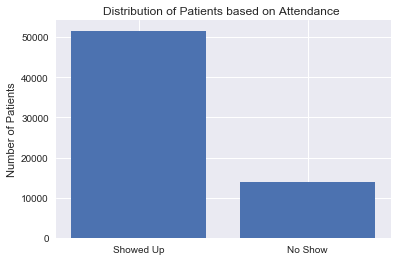 Distribution of Patients based on Attendance
Number of Patients
50000
40000
30000
20000
10000
0
Showed Up
No Show